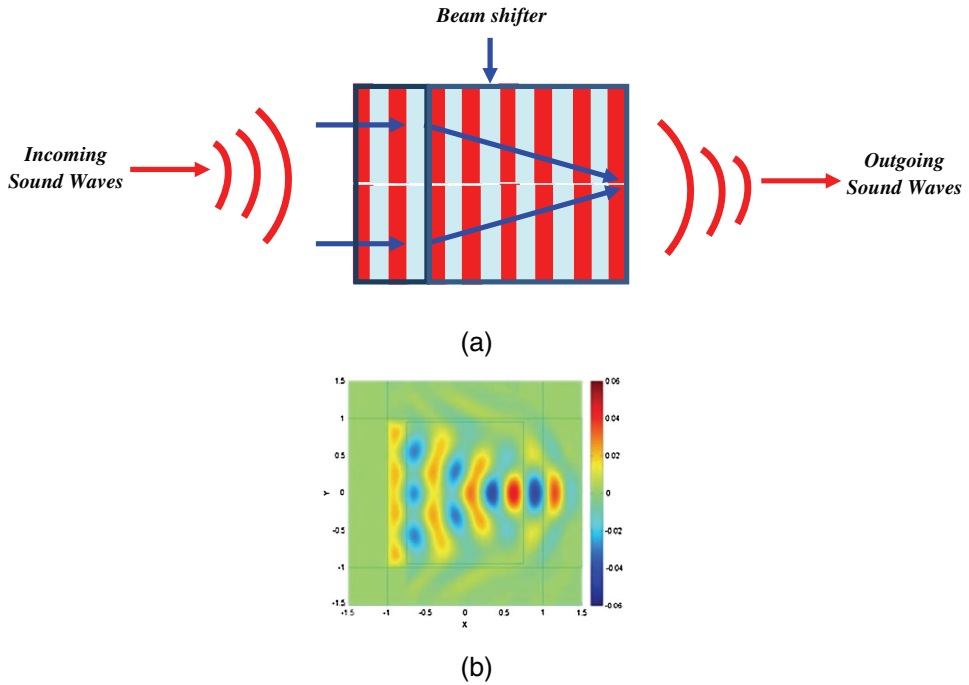 Beam shifter
Incoming
Sound Waves
Outgoing
Sound Waves
(a)
1.5
1
0.5
0
-0.5
-1
-1.5
Y
-1.5
-1
-0.5
0
0.5
1
1.5
X
0.06
0.04
0.02
0
-0.02
-0.04
-0.06
(b)